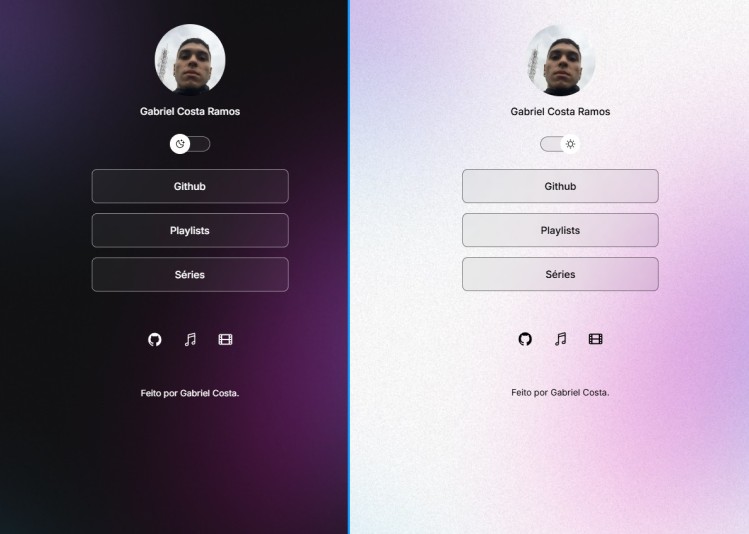 Gabriel Costa Ramos
Github
Playlists
Séries
Feito por Gabriel Costa.
Gabriel Costa Ramos
Github
Playlists
Séries
Feito por Gabriel Costa.